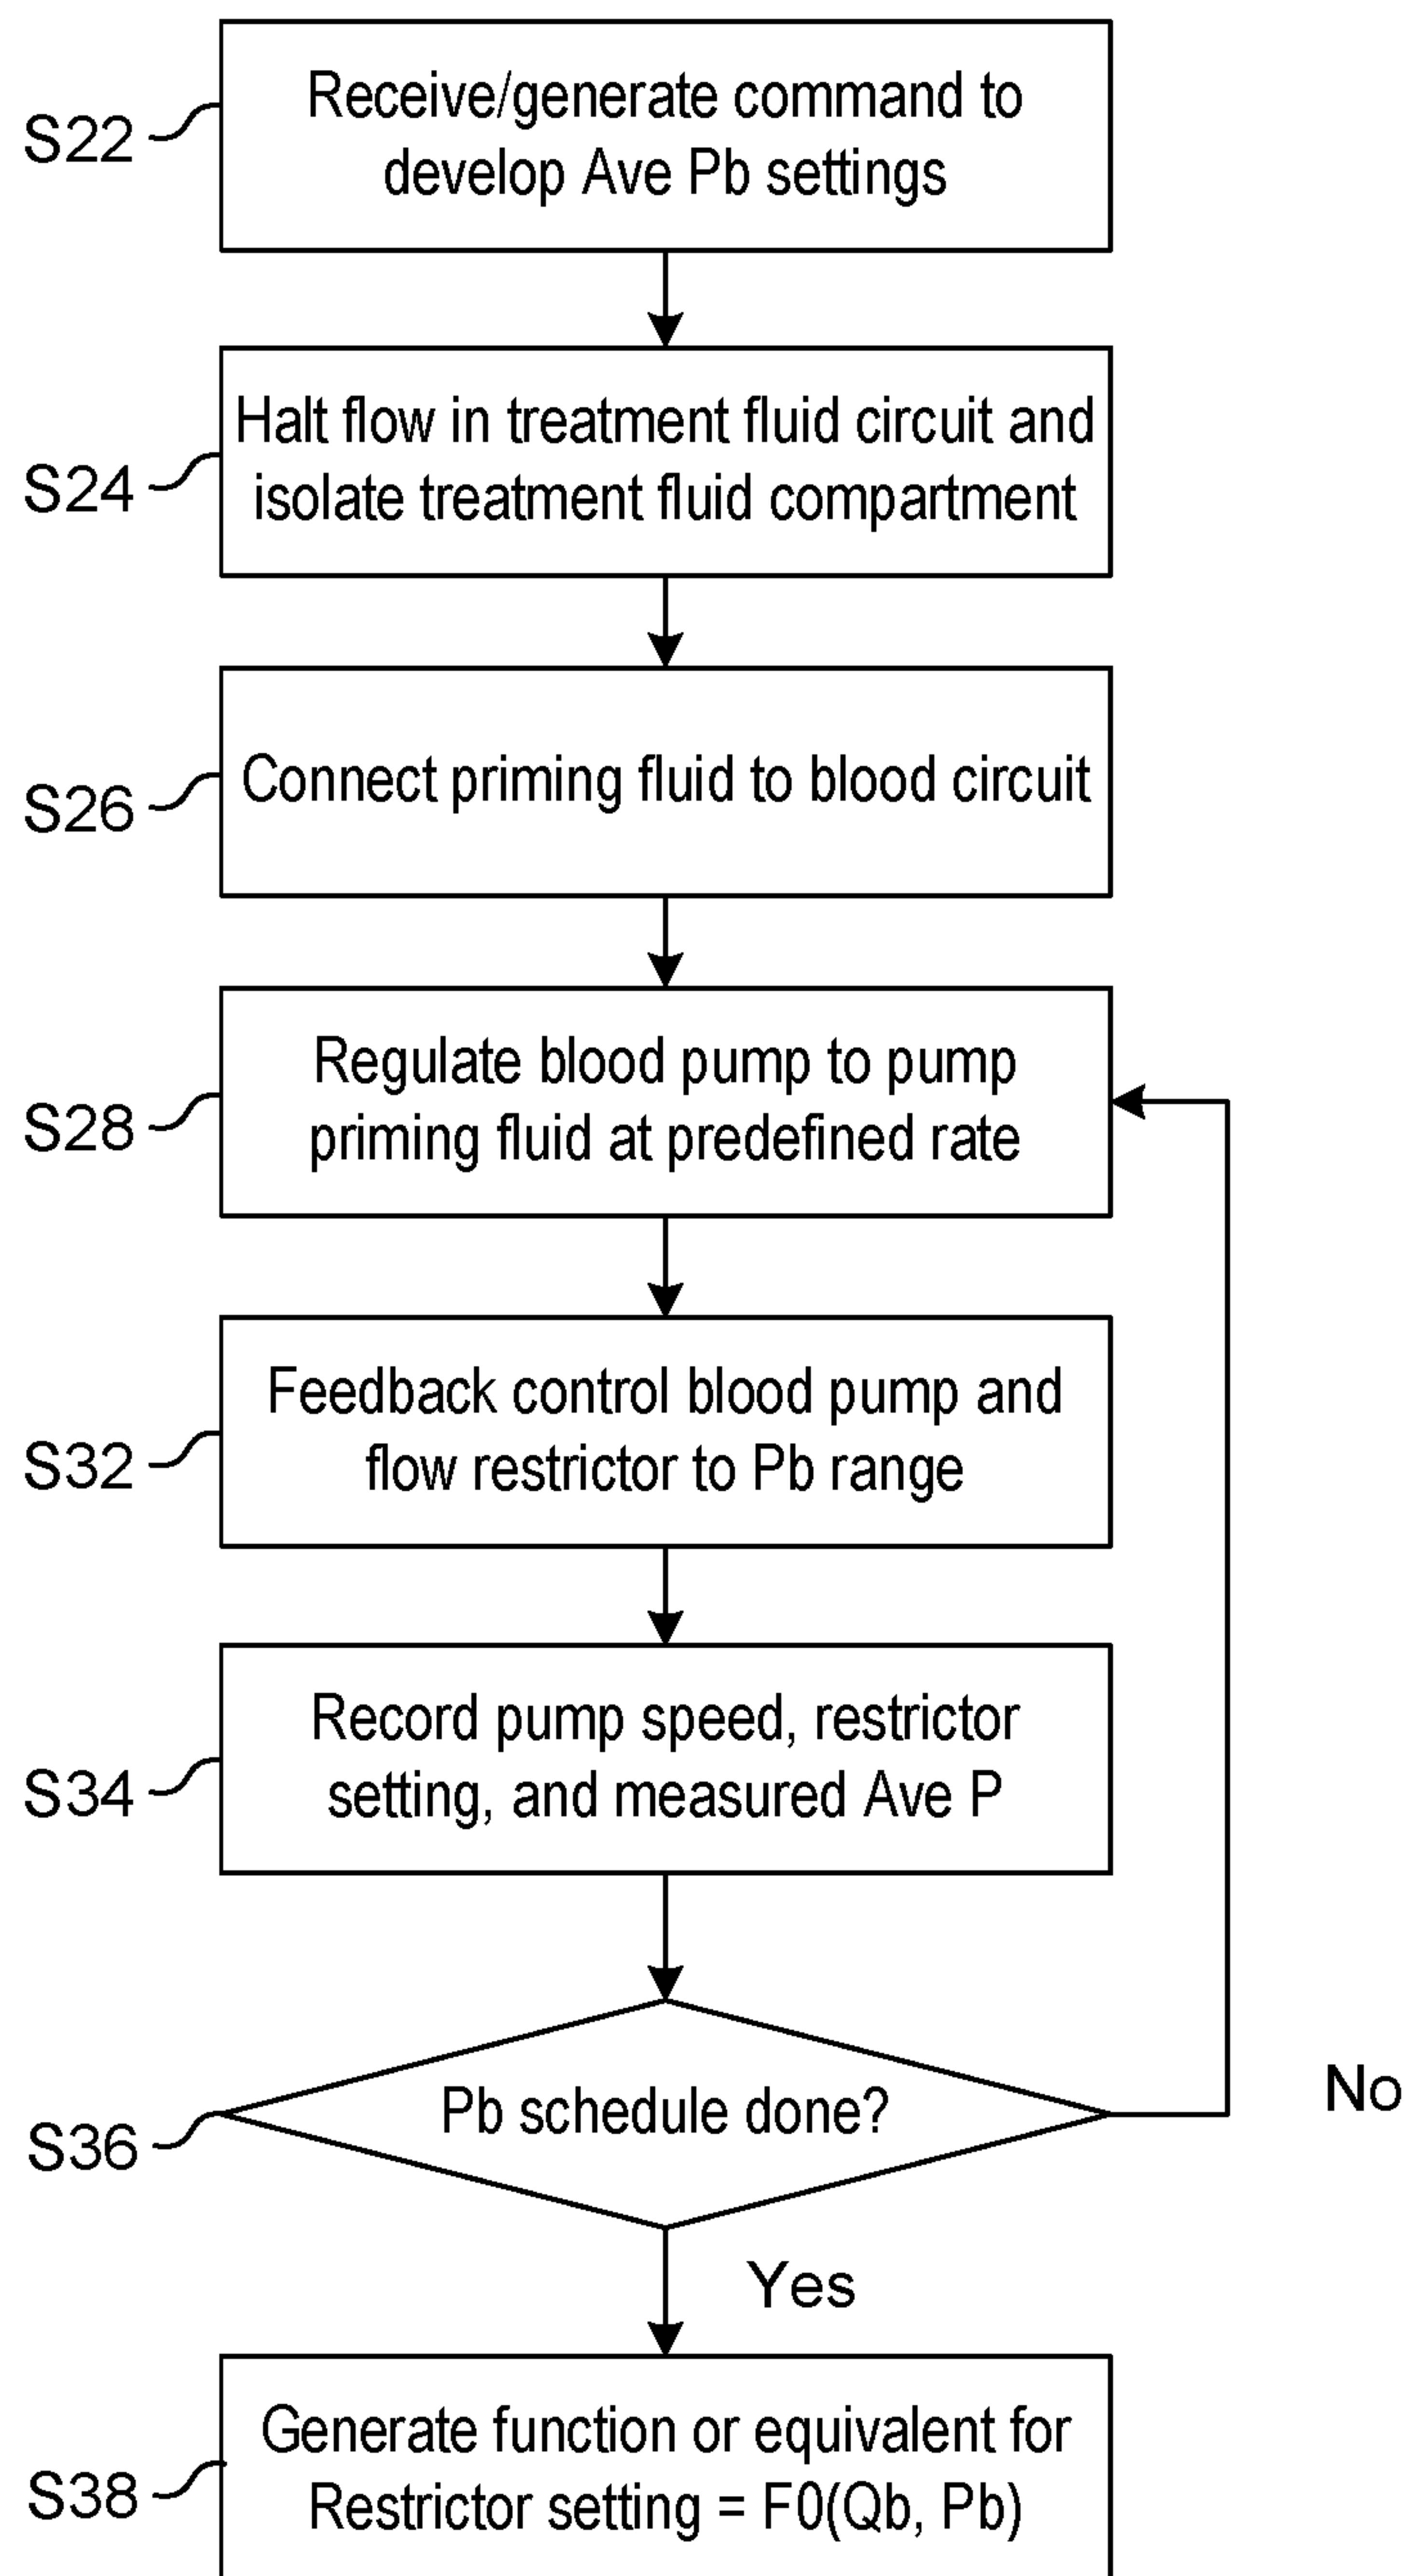 S22
Receive/generate command to
develop Ave Pb settings
S24
Halt flow in treatment fluid circuit and
isolate treatment fluid compartment
S26
Connect priming fluid to blood circuit
S28
Regulate blood pump to pump
priming fluid at predefined rate
S32
Feedback control blood pump and
flow restrictor to Pb range
S34
Record pump speed, restrictor
setting, and measured Ave P
S36
Pb schedule done?
No
Yes
S38
Generate function or equivalent for
Restrictor setting = F0(Qb, Pb)